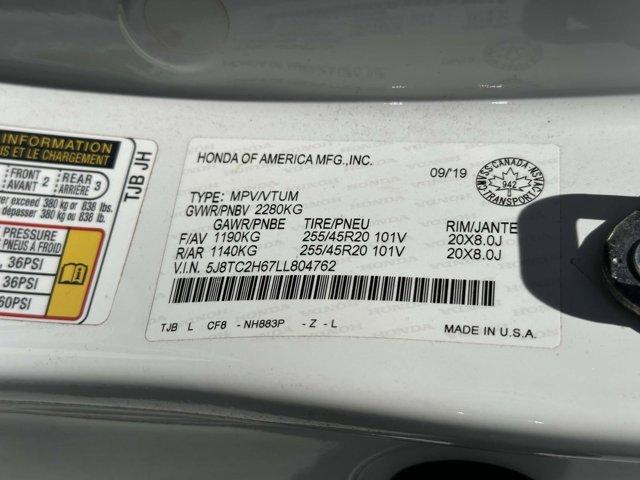 INFORMATION
IS ET LE CHARGEMENT
FRONT
AVANT 2
REAR
ARRIÈRE 3
exceed 380 kg or 838 lbs.
dépasser 380 kg ou 838 lb.
PRESSURE
PNEUS À FROID
36PSI
36PSI
60PSI
TJB JH
HONDA OF AMERICA MFG.,INC.
09/19
CMVSS-CANADA-NSVAC
942
TRANSPORT
TYPE: MPV/VTUM
GVWR/PNBV 2280KG
GAWR/PNBE TIRE/PNEU RIM/JANTE
F/AV 1190KG 255/45R20 101V 20X8.0J
R/AR 1140KG 255/45R20 101V 20X8.0J
V.I.N. 5J8TC2H67LL804762
TJB L CF8 - NH883P - Z - L
MADE IN U.S.A.